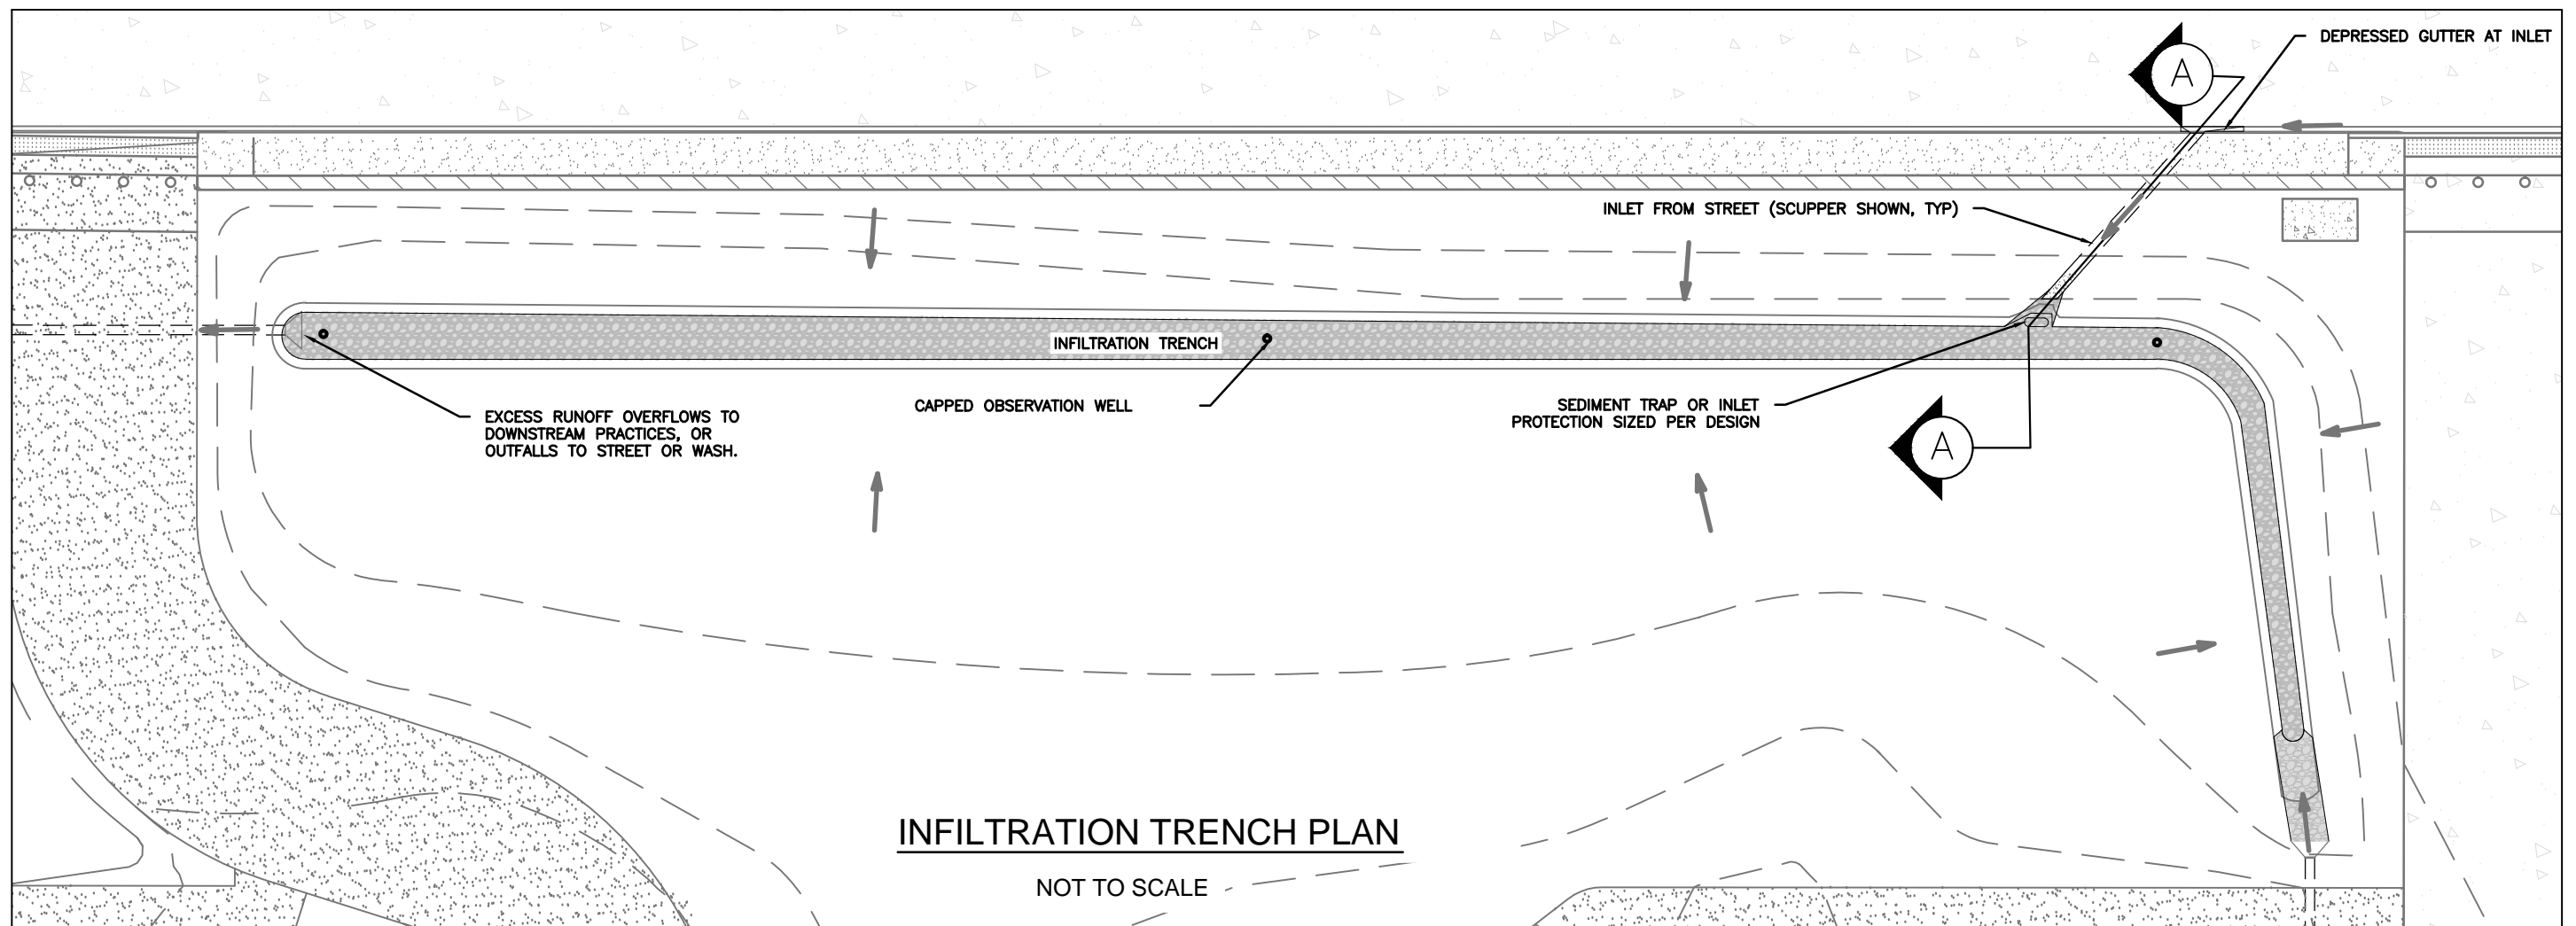 DEPRESSED GUTTER AT INLET
A
INLET FROM STREET (SCUPPER SHOWN, TYP)
INFILTRATION TRENCH
CAPPED OBSERVATION WELL
SEDIMENT TRAP OR INLET
PROTECTION SIZED PER DESIGN
EXCESS RUNOFF OVERFLOWS TO
DOWNSTREAM PRACTICES, OR
OUTFALLS TO STREET OR WASH.
A
INFILTRATION TRENCH PLAN
NOT TO SCALE